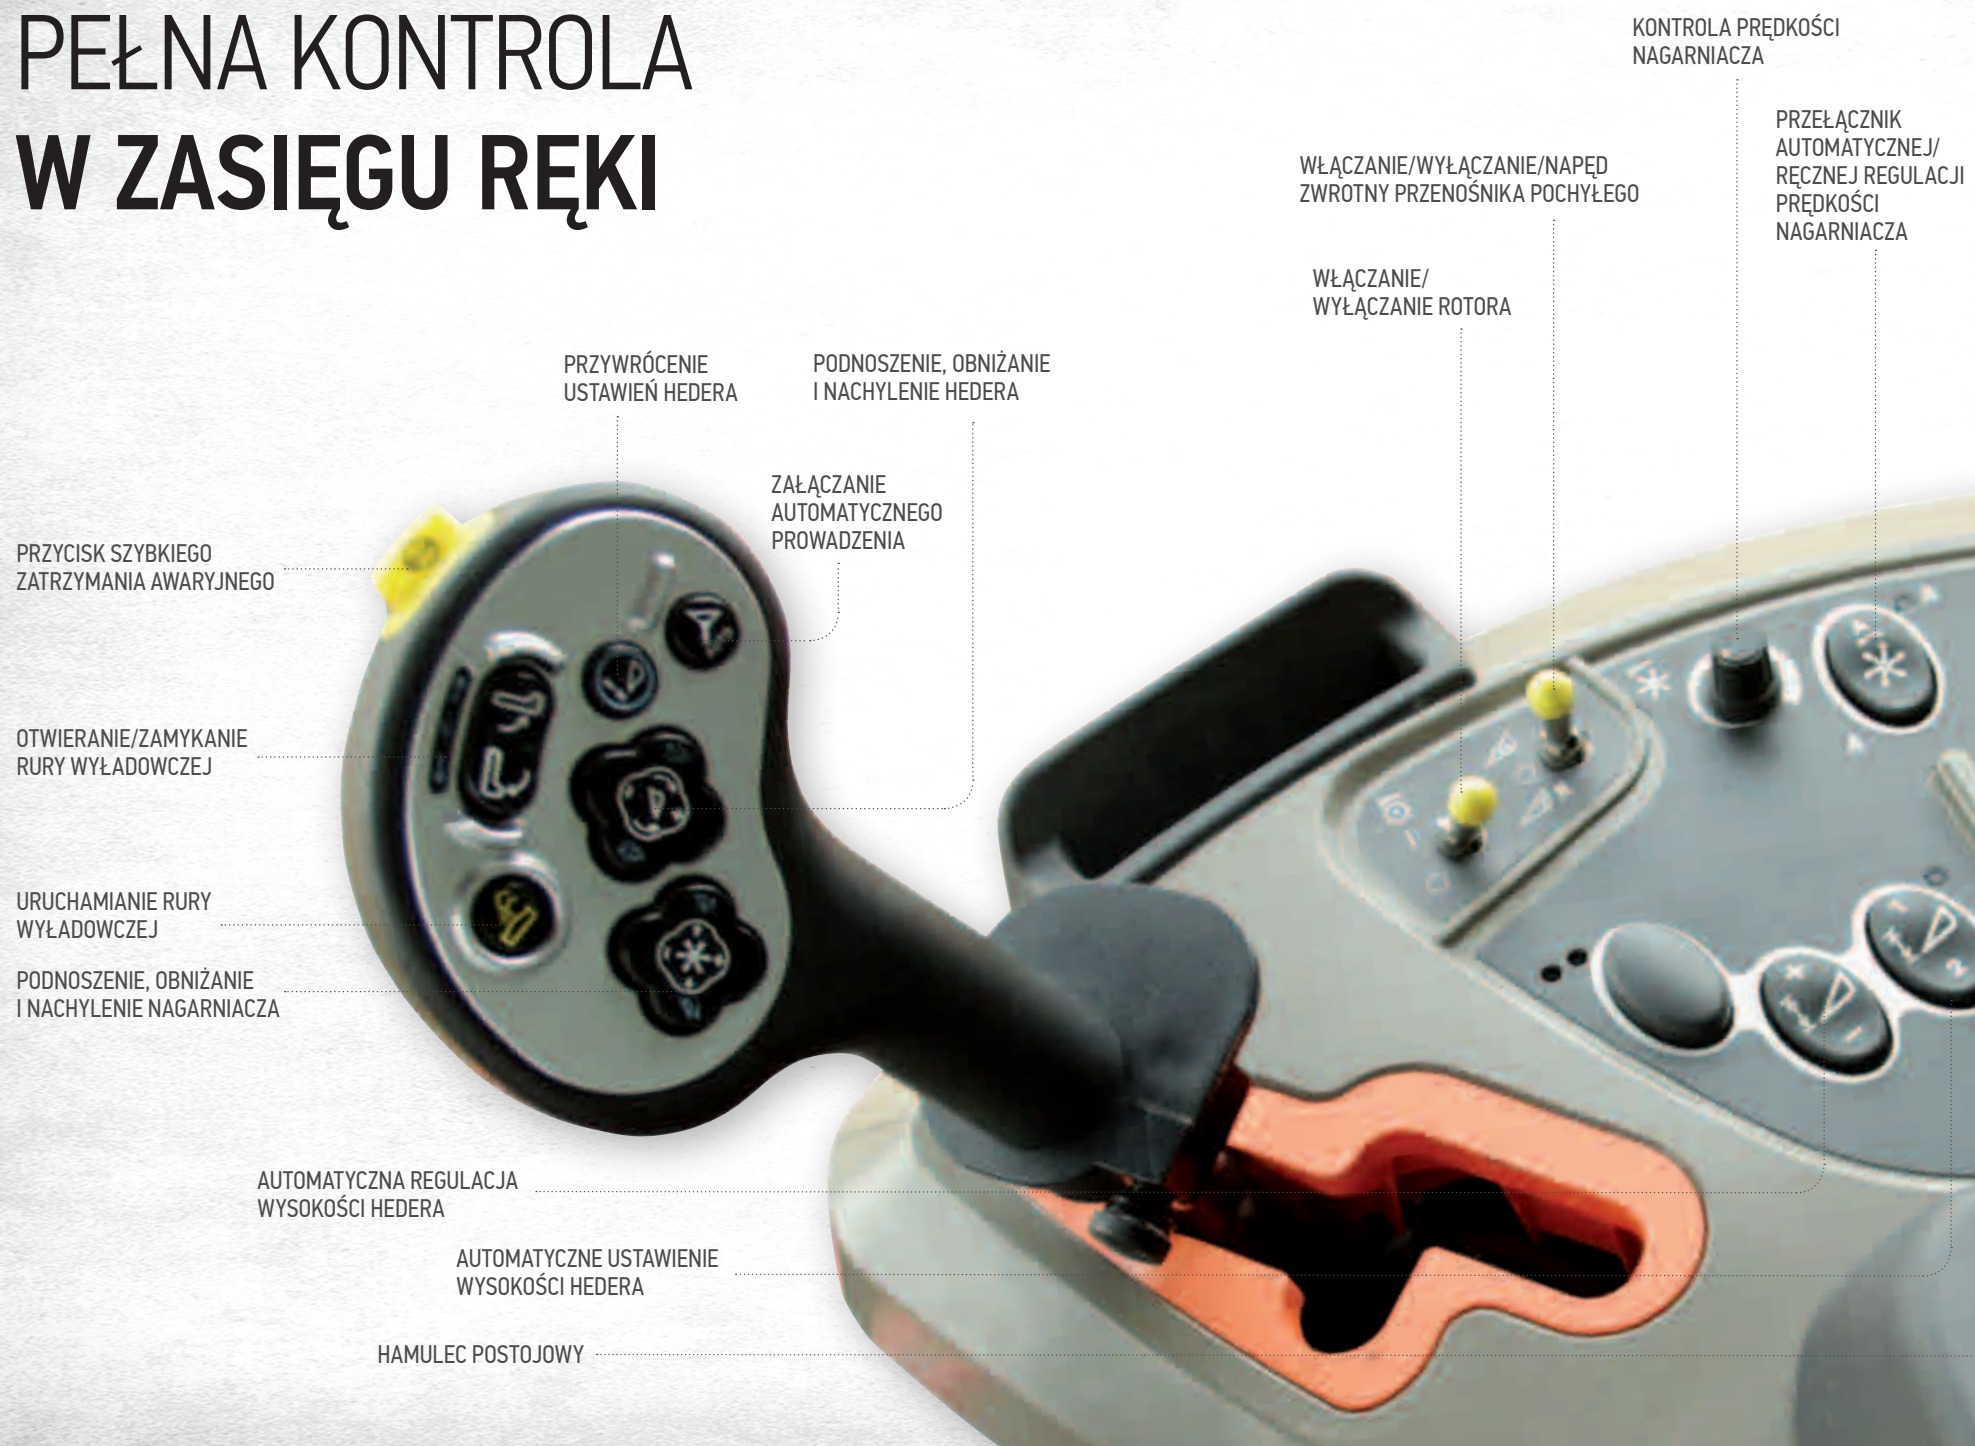 PEŁNA KONTROLA
W ZASIĘGU RĘKI
KONTROLA PRĘDKOŚCI
NAGARNIACZA
PRZEŁĄCZNIK
AUTOMATYCZNEJ/
RĘCZNEJ REGULACJI
PRĘDKOŚCI
NAGARNIACZA
WŁĄCZANIE/WYŁĄCZANIE/NAPĘD
ZWROTNY PRZENOŚNIKA POCHYŁEGO
WŁĄCZANIE/
WYŁĄCZANIE ROTORA
PRZYWRÓCENIE
USTAWIEŃ HEDERA
PODNOSZENIE, OBNIŻANIE
I NACHYLENIE HEDERA
ZAŁĄCZANIE
AUTOMATYCZNEGO
PROWADZENIA
PRZYCISK SZYBKIEGO
ZATRZYMANIA AWARYJNEGO
OTWIERANIE/ZAMYKANIE
RURY WYŁADOWCZEJ
URUCHAMIANIE RURY
WYŁADOWCZEJ
PODNOSZENIE, OBNIŻANIE
I NACHYLENIE NAGARNIACZA
AUTOMATYCZNA REGULACJA
WYSOKOŚCI HEDERA
AUTOMATYCZNE USTAWIENIE
WYSOKOŚCI HEDERA
HAMULEC POSTOJOWY